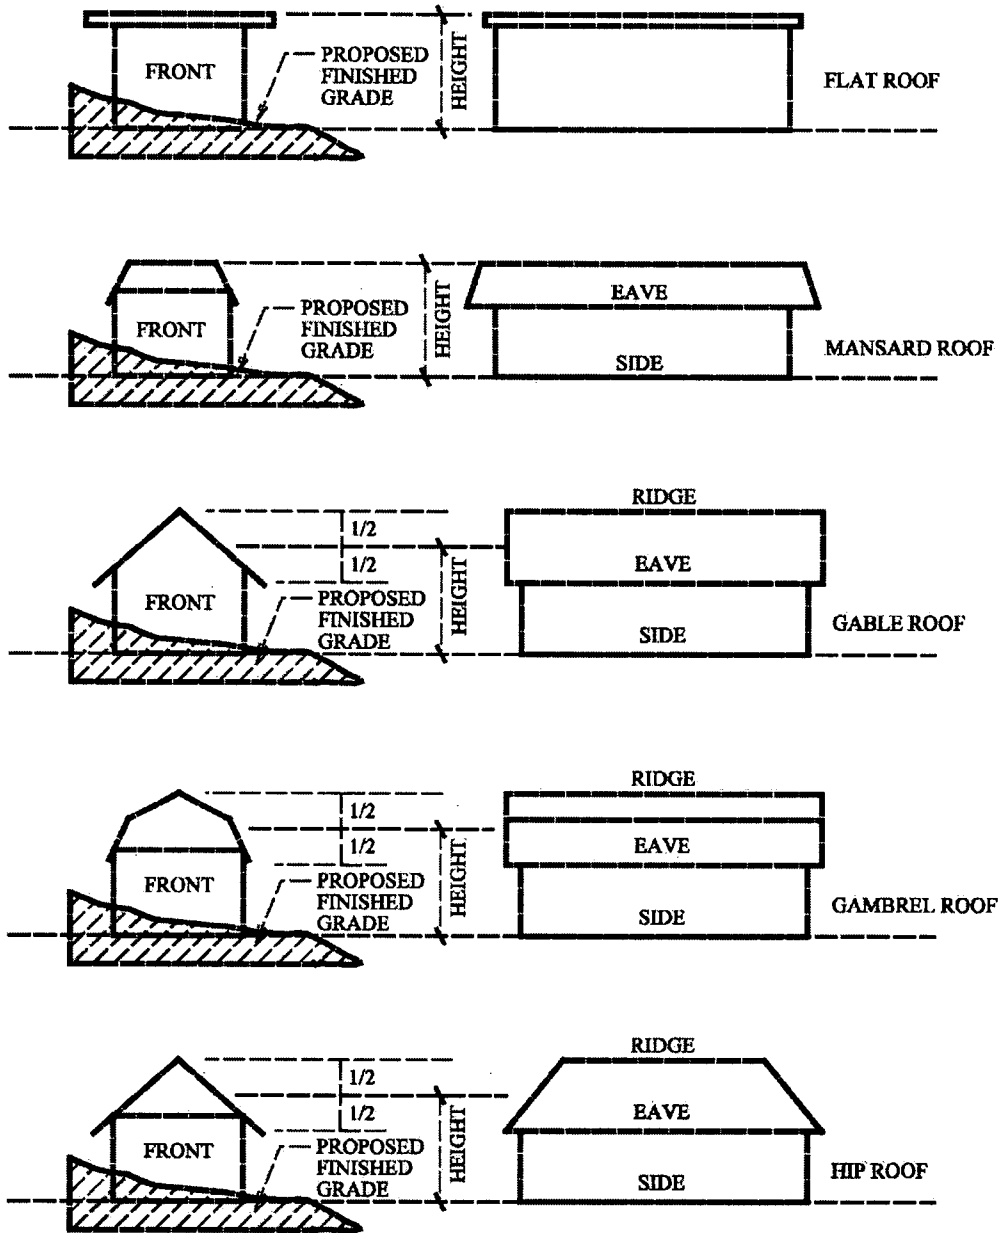 FRONT
PROPOSED
FINISHED
GRADE
HEIGHT
FLAT ROOF
FRONT
PROPOSED
FINISHED
GRADE
HEIGHT
EAVE
SIDE
MANSARD ROOF
FRONT
1/2
1/2
PROPOSED
FINISHED
GRADE
HEIGHT
RIDGE
EAVE
SIDE
GABLE ROOF
FRONT
1/2
1/2
PROPOSED
FINISHED
GRADE
HEIGHT
RIDGE
EAVE
SIDE
GAMBREL ROOF
FRONT
1/2
1/2
PROPOSED
FINISHED
GRADE
HEIGHT
RIDGE
EAVE
SIDE
HIP ROOF